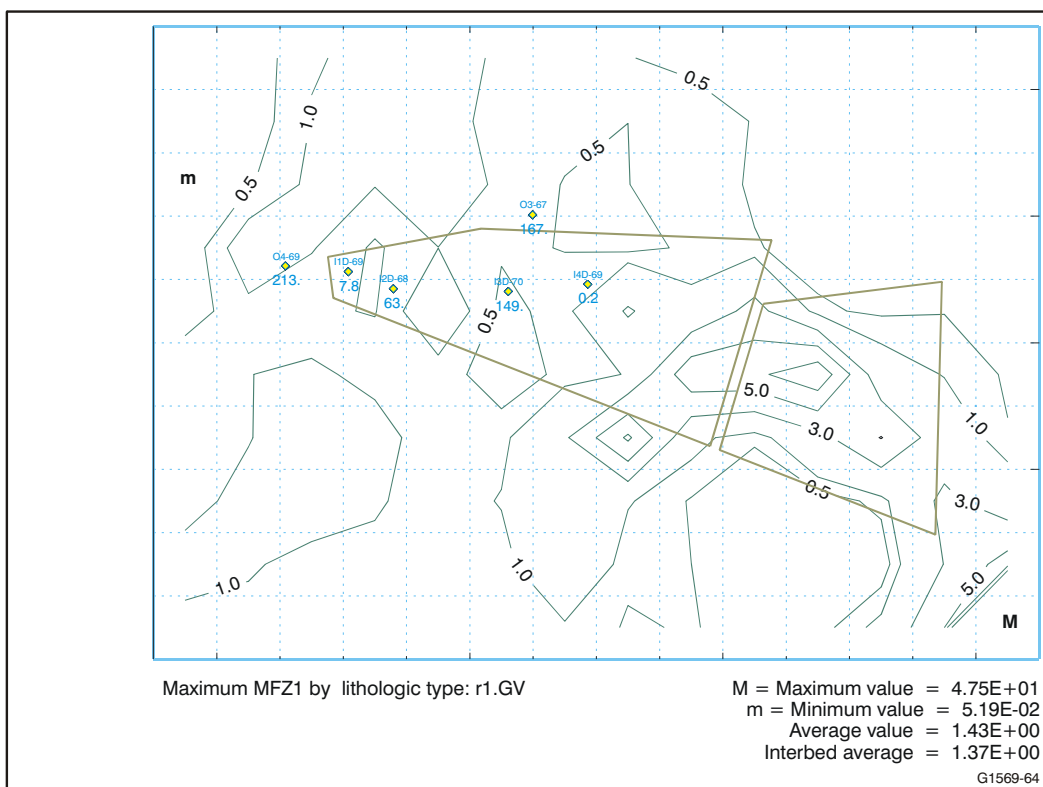 0.5
1.0
0.5
0.5
m
O3-67
167.
O4-69
213.
I1D-69
7.8
I2D-68
63.
I3D-70
149.
I4D-69
0.2
0.5
5.0
3.0
1.0
0.5
3.0
1.0
1.0
5.0
M
Maximum MFZ1 by lithologic type: r1.GV
M = Maximum value = 4.75E+01
m = Minimum value = 5.19E-02
Average value = 1.43E+00
Interbed average = 1.37E+00
G1569-64